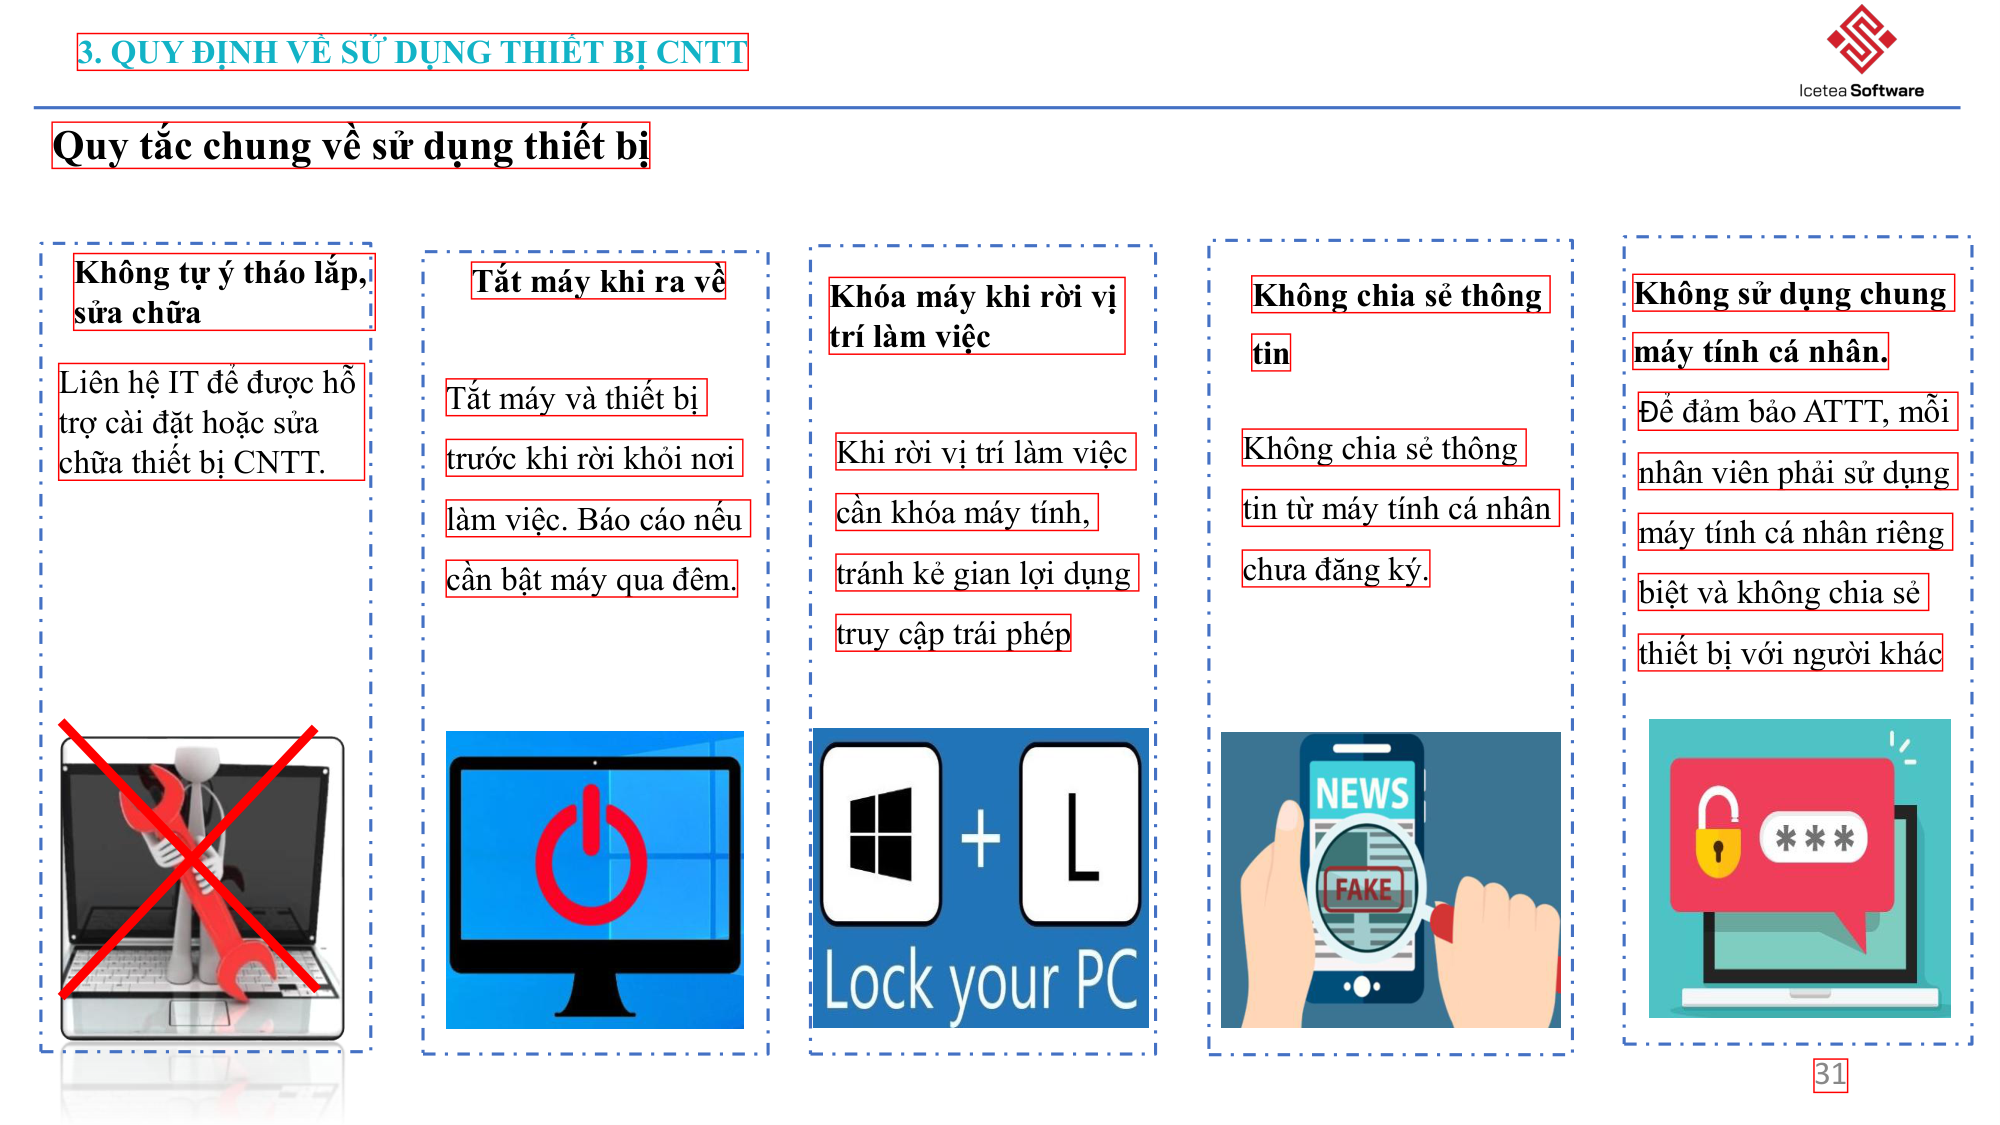 3. QUY ĐỊNH VỀ SỬ DỤNG THIẾT BỊ CNTT
Icetea Software
Quy tắc chung về sử dụng thiết bị
Không tự ý tháo lắp,
sửa chữa
Liên hệ IT để được hỗ
trợ cài đặt hoặc sửa
chữa thiết bị CNTT.
Tắt máy khi ra về
Tắt máy và thiết bị
trước khi rời khỏi nơi
làm việc. Báo cáo nếu
cần bật máy qua đêm.
Khóa máy khi rời vị
trí làm việc
Khi rời vị trí làm việc
cần khóa máy tính,
tránh kẻ gian lợi dụng
truy cập trái phép
L
+
Lock your PC
Không chia sẻ thông
tin
Không chia sẻ thông
tin từ máy tính cá nhân
chưa đăng ký.
NEWS
FAKE
Không sử dụng chung
máy tính cá nhân.
Để đảm bảo ATTT, mỗi
nhân viên phải sử dụng
máy tính cá nhân riêng
biệt và không chia sẻ
thiết bị với người khác
***
31